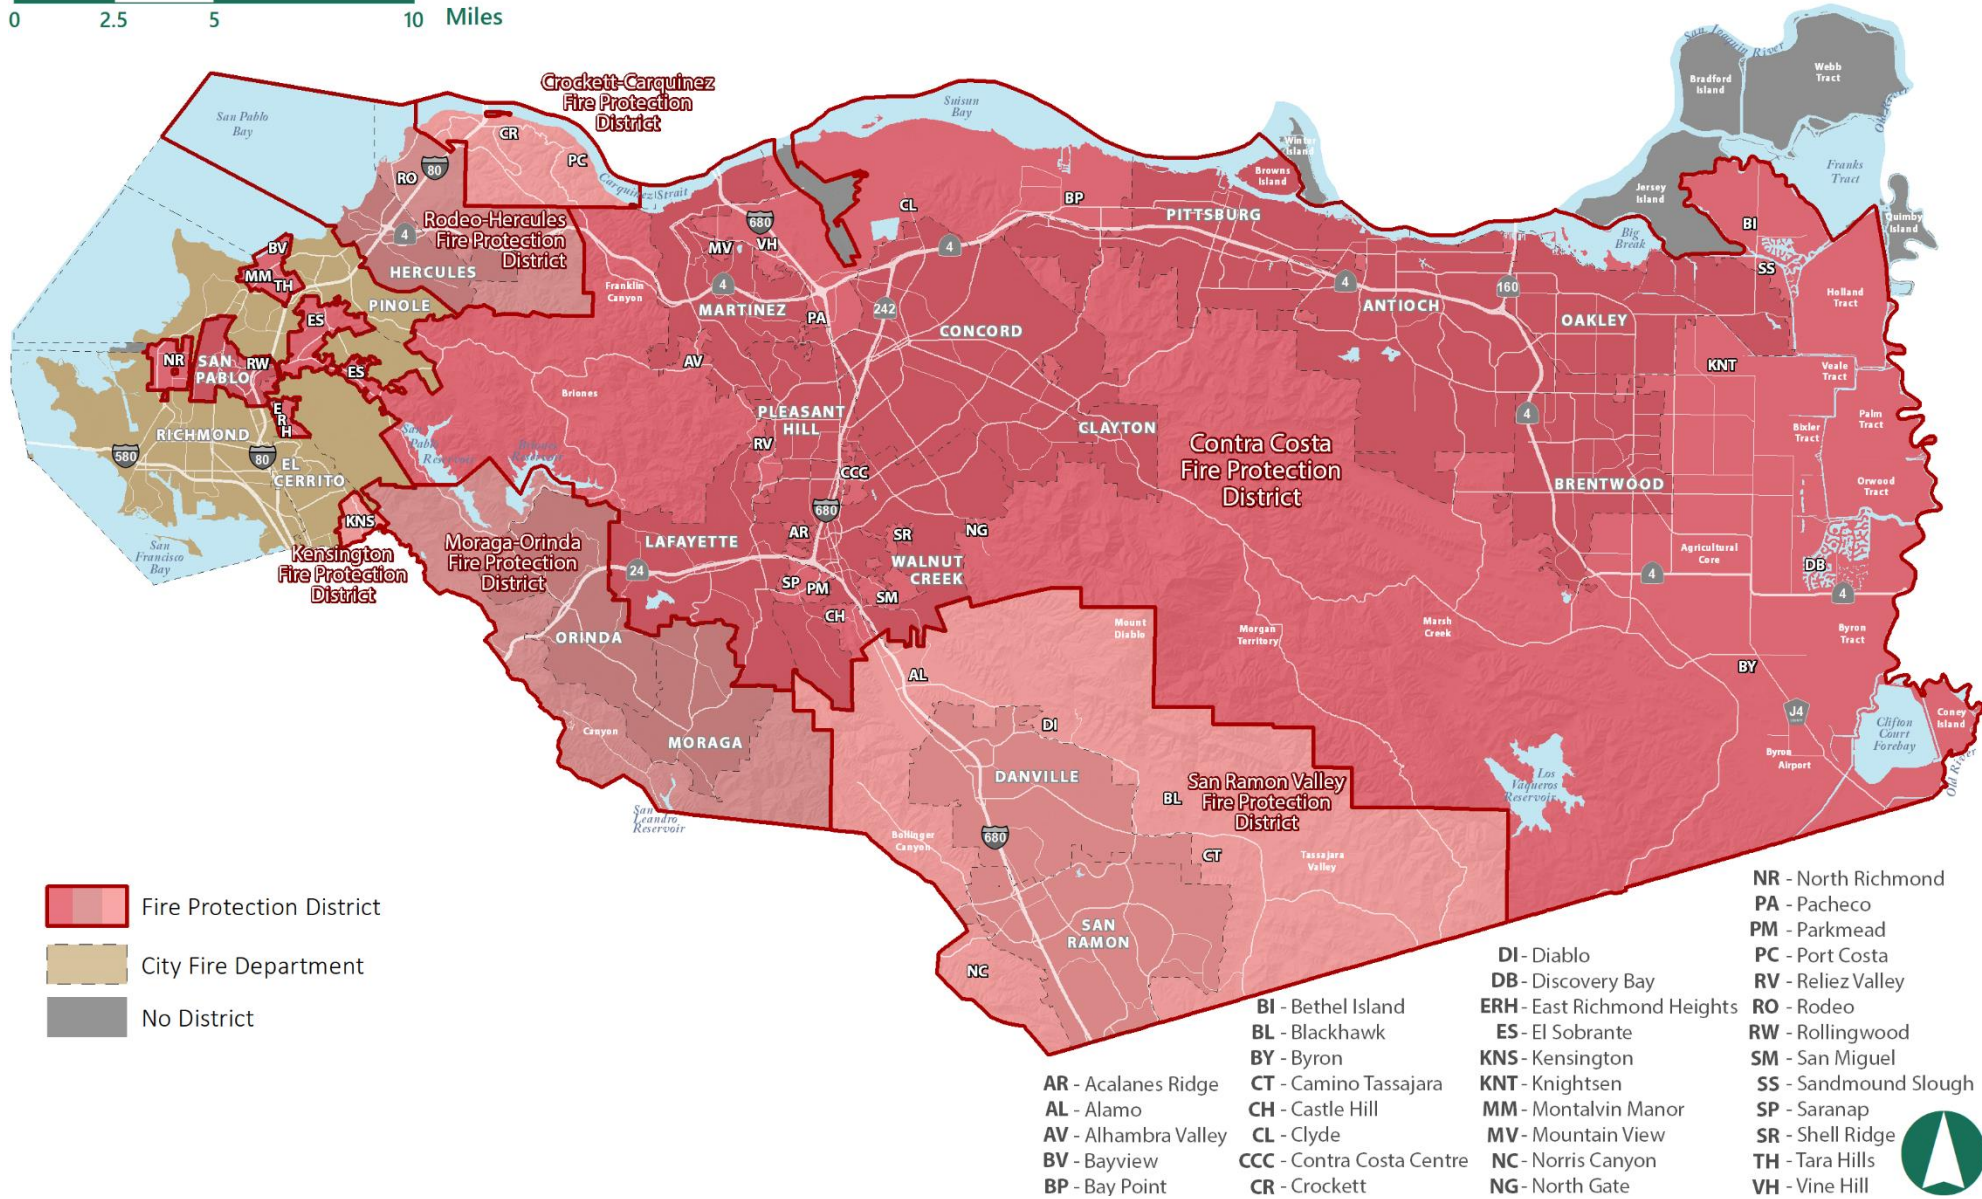 0 2.5 5 10 Miles
San Pablo
Bay
Crockett-Carquinez
Fire Protection
District
Suisun
Bay
San Joaquin River
Bradford
Island
Webb
Tract
Old River
CR
PC
RO
80
Carquinez Strait
Winter
Island
Browns
Island
Franks
Tract
Jersey
Island
Quimby
Island
Rodeo-Hercules
Fire Protection
District
4
HERCULES
PINOLE
BV
MM
TH
ES
NR
SAN
PABLO
RW
ES
E
R
H
RICHMOND
580
80
EL
CERRITO
KNS
San
Francisco
Bay
Kensington
Fire Protection
District
Franklin
Canyon
MV
VH
680
4
MARTINEZ
PA
AV
CL
BP
4
242
CONCORD
PITTSBURG
4
ANTIOCH
160
OAKLEY
Big
Break
BI
SS
Holland
Tract
KNT
Veale
Tract
Palm
Tract
Bixler
Tract
Orwood
Tract
Briones
San
Pablo
Reservoir
Briones
Reservoir
PLEASANT
HILL
RV
CLAYTON
CCC
680
Contra Costa
Fire Protection
District
4
BRENTWOOD
Agricultural
Core
4
DB
4
Byron
Tract
Moraga-Orinda
Fire Protection
District
LAFAYETTE
24
AR
SR
NG
WALNUT
CREEK
SP
PM
SM
CH
ORINDA
Mount
Diablo
Morgan
Territory
Marsh
Creek
BY
J4
Byron
Airport
Clifton
Court
Forebay
Coney
Island
Old River
Canyon
MORAGA
San
Leandro
Reservoir
AL
DI
DANVILLE
BL
San Ramon Valley
Fire Protection
District
Los
Vaqueros
Reservoir
Bollinger
Canyon
680
CT
Tassajara
Valley
SAN
RAMON
NC
Fire Protection District
City Fire Department
No District
AR - Acalanes Ridge
AL - Alamo
AV - Alhambra Valley
BV - Bayview
BP - Bay Point
BI - Bethel Island
BL - Blackhawk
BY - Byron
CT - Camino Tassajara
CH - Castle Hill
CL - Clyde
CCC - Contra Costa Centre
CR - Crockett
DI - Diablo
DB - Discovery Bay
ERH - East Richmond Heights
ES - El Sobrante
KNS - Kensington
KNT - Knightsen
MM - Montalvin Manor
MV - Mountain View
NC - Norris Canyon
NG - North Gate
NR - North Richmond
PA - Pacheco
PM - Parkmead
PC - Port Costa
RV - Reliez Valley
RO - Rodeo
RW - Rollingwood
SM - San Miguel
SS - Sandmound Slough
SP - Saranap
SR - Shell Ridge
TH - Tara Hills
VH - Vine Hill